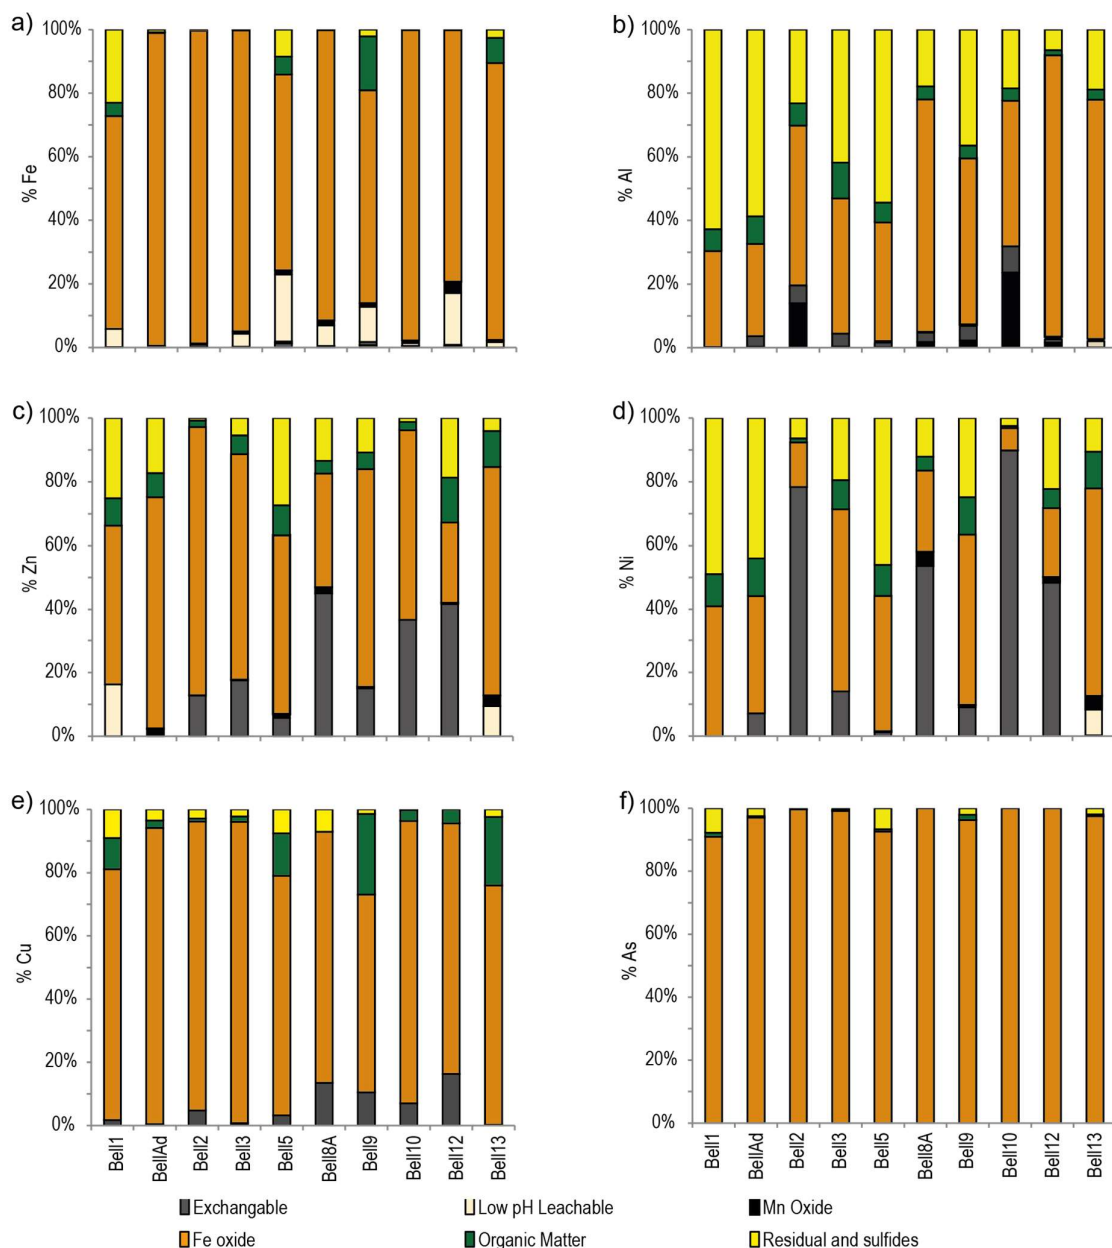 a)
100%
80%
60%
40%
20%
0%
% Fe
b)
100%
80%
60%
40%
20%
0%
% Al
c)
100%
80%
60%
40%
20%
0%
% Zn
d)
100%
80%
60%
40%
20%
0%
% Ni
e)
100%
80%
60%
40%
20%
0%
% Cu
Bell1
BellAd
Bell2
Bell3
Bell5
Bell8A
Bell9
Bell10
Bell12
Bell13
f)
100%
80%
60%
40%
20%
0%
% As
Bell1
BellAd
Bell2
Bell3
Bell5
Bell8A
Bell9
Bell10
Bell12
Bell13
Exchangable
Low pH Leachable
Mn Oxide
Fe oxide
Organic Matter
Residual and sulfides